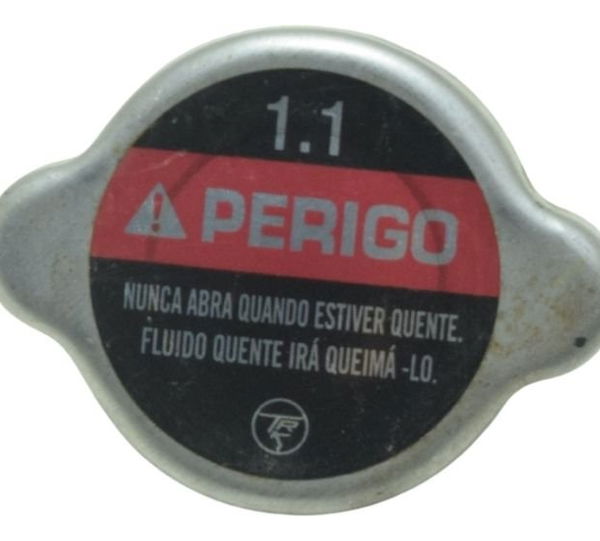 1.1
PERIGO
NUNCA ABRA QUANDO ESTIVER QUENTE.
FLUIDO QUENTE IRÁ QUEIMÁ -LO.